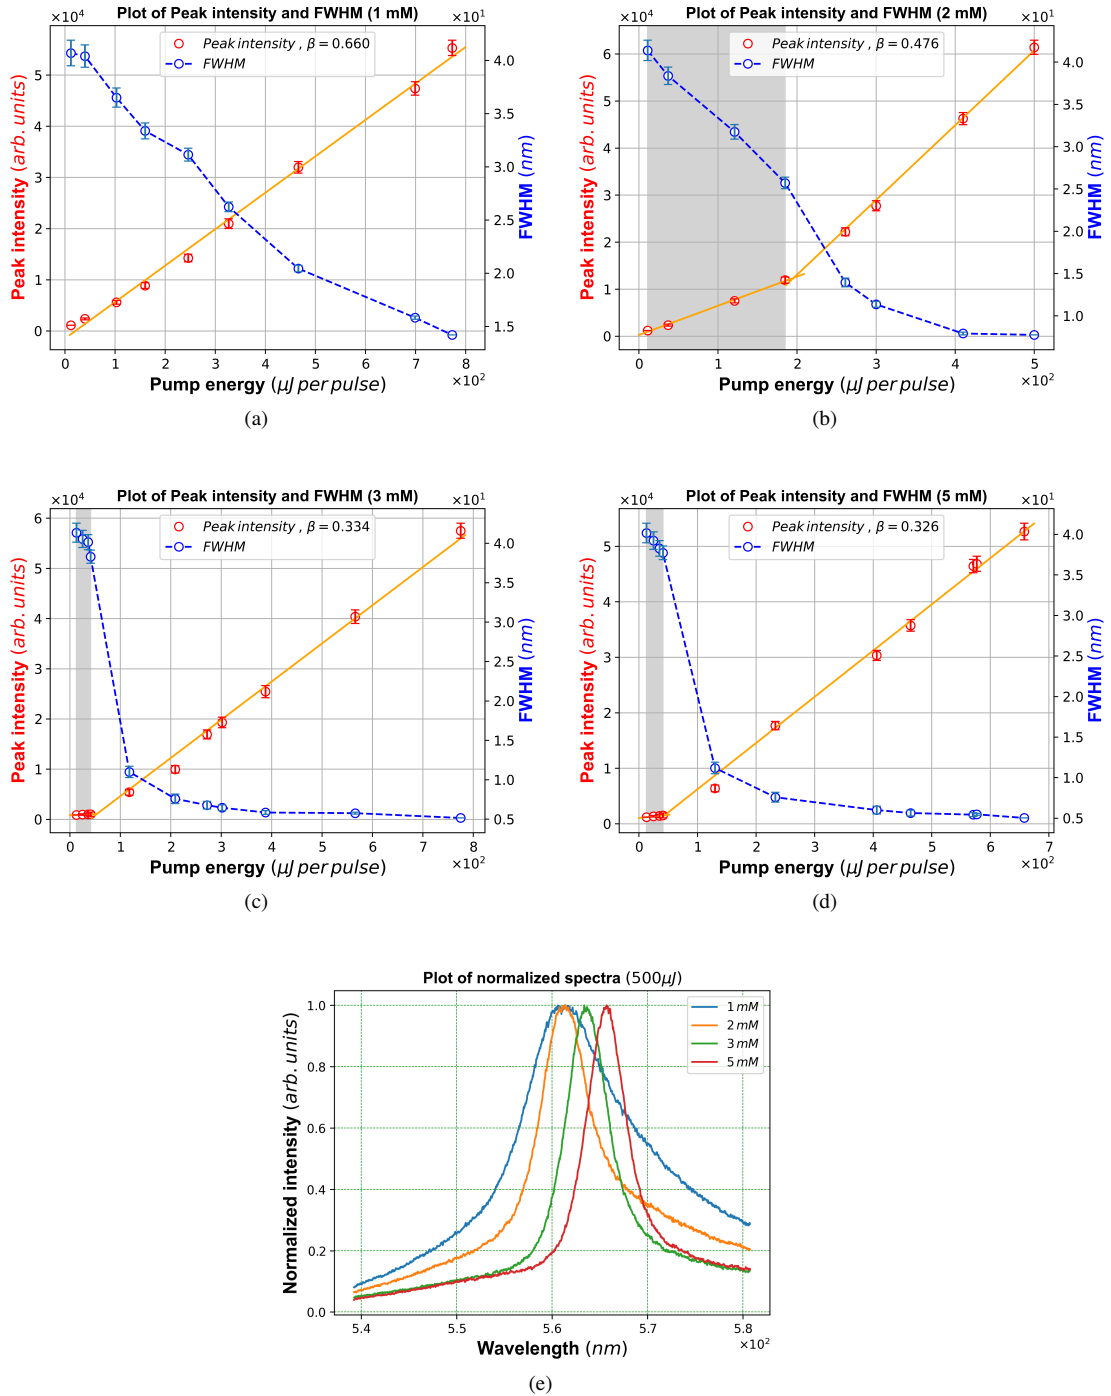 Plot of Peak intensity and FWHM (1 mM)
×10⁴
×10¹
Peak intensity , β = 0.660
FWHM
5
4
3
2
1
0
4.0
3.5
3.0
2.5
2.0
1.5
Peak intensity (arb. units)
FWHM (nm)
0 1 2 3 4 5 6 7 8
×10²
Pump energy (μJ per pulse)
(a)
Plot of Peak intensity and FWHM (2 mM)
×10⁴
×10¹
Peak intensity , β = 0.476
FWHM
6
5
4
3
2
1
0
4.0
3.5
3.0
2.5
2.0
1.5
1.0
Peak intensity (arb. units)
FWHM (nm)
0 1 2 3 4 5
×10²
Pump energy (μJ per pulse)
(b)
Plot of Peak intensity and FWHM (3 mM)
×10⁴
×10¹
Peak intensity , β = 0.334
FWHM
6
5
4
3
2
1
0
4.0
3.5
3.0
2.5
2.0
1.5
1.0
0.5
Peak intensity (arb. units)
FWHM (nm)
0 1 2 3 4 5 6 7 8
×10²
Pump energy (μJ per pulse)
(c)
Plot of Peak intensity and FWHM (5 mM)
×10⁴
×10¹
Peak intensity , β = 0.326
FWHM
5
4
3
2
1
0
4.0
3.5
3.0
2.5
2.0
1.5
1.0
0.5
Peak intensity (arb. units)
FWHM (nm)
0 1 2 3 4 5 6 7
×10²
Pump energy (μJ per pulse)
(d)
Plot of normalized spectra (500μJ)
1 mM
2 mM
3 mM
5 mM
1.0
0.8
0.6
0.4
0.2
0.0
Normalized intensity (arb. units)
5.4 5.5 5.6 5.7 5.8
×10²
Wavelength (nm)
(e)